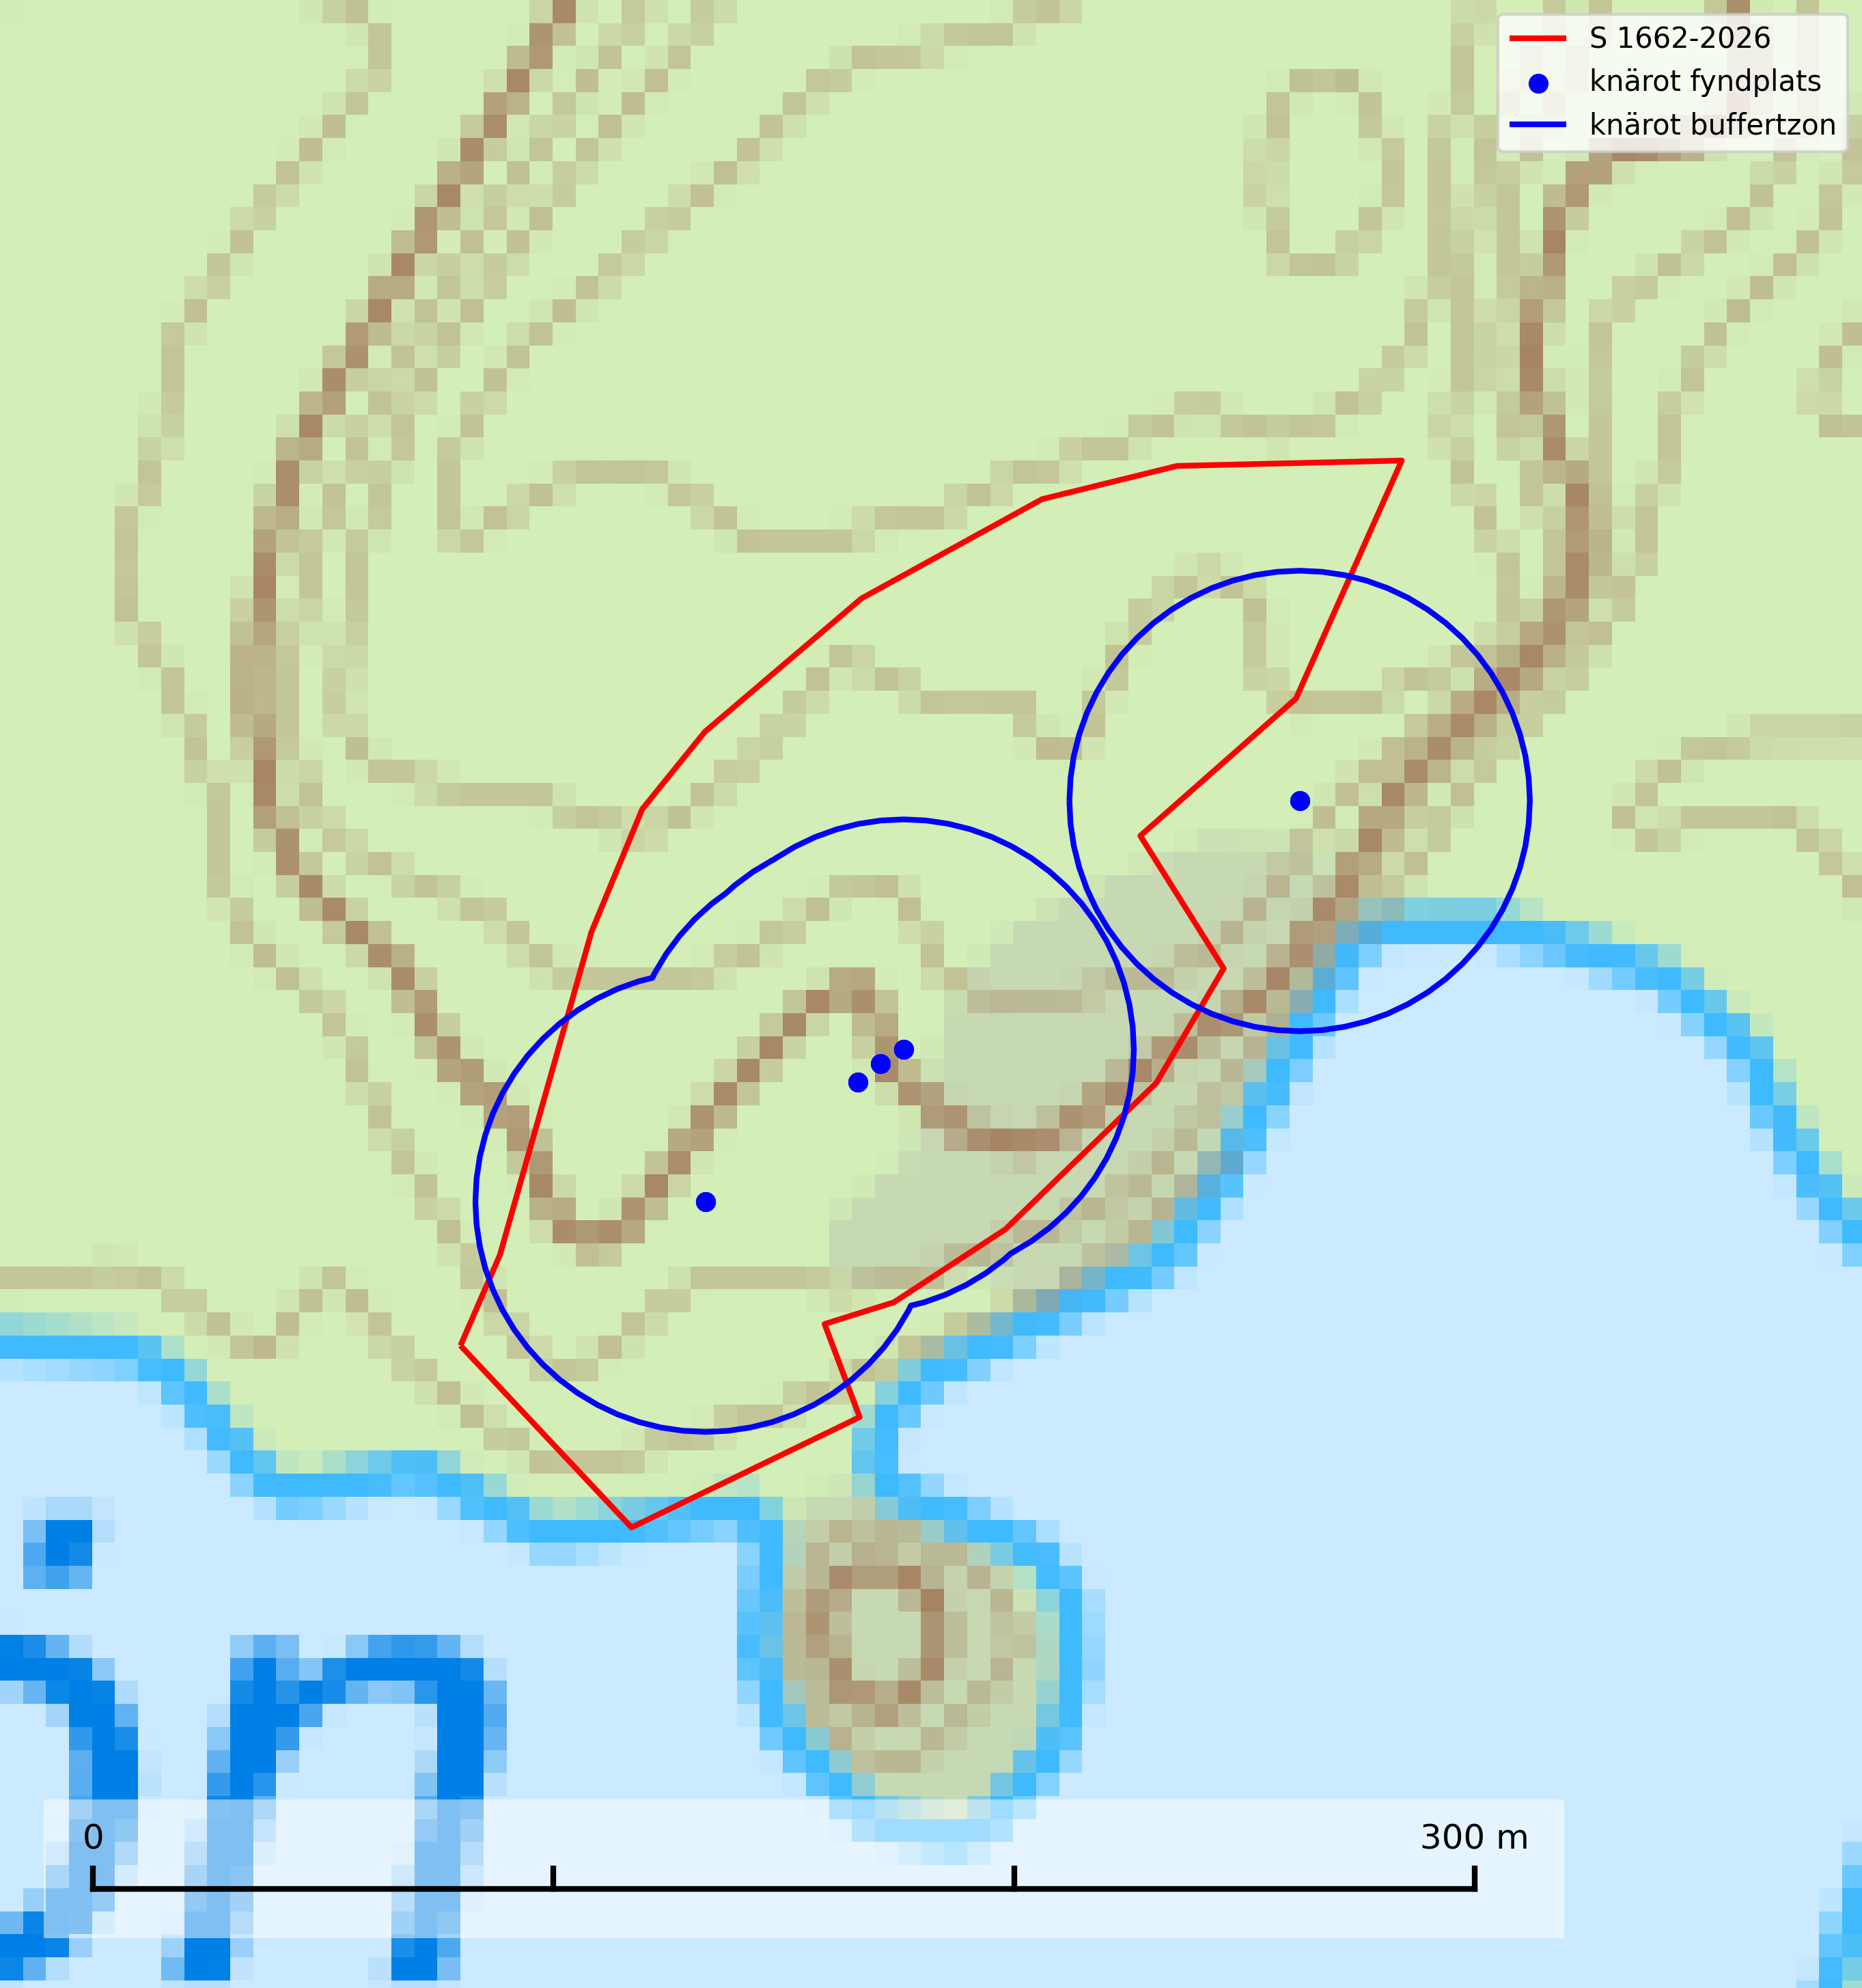 S 1662-2026
knärot fyndplats
knärot buffertzon
0
300 m